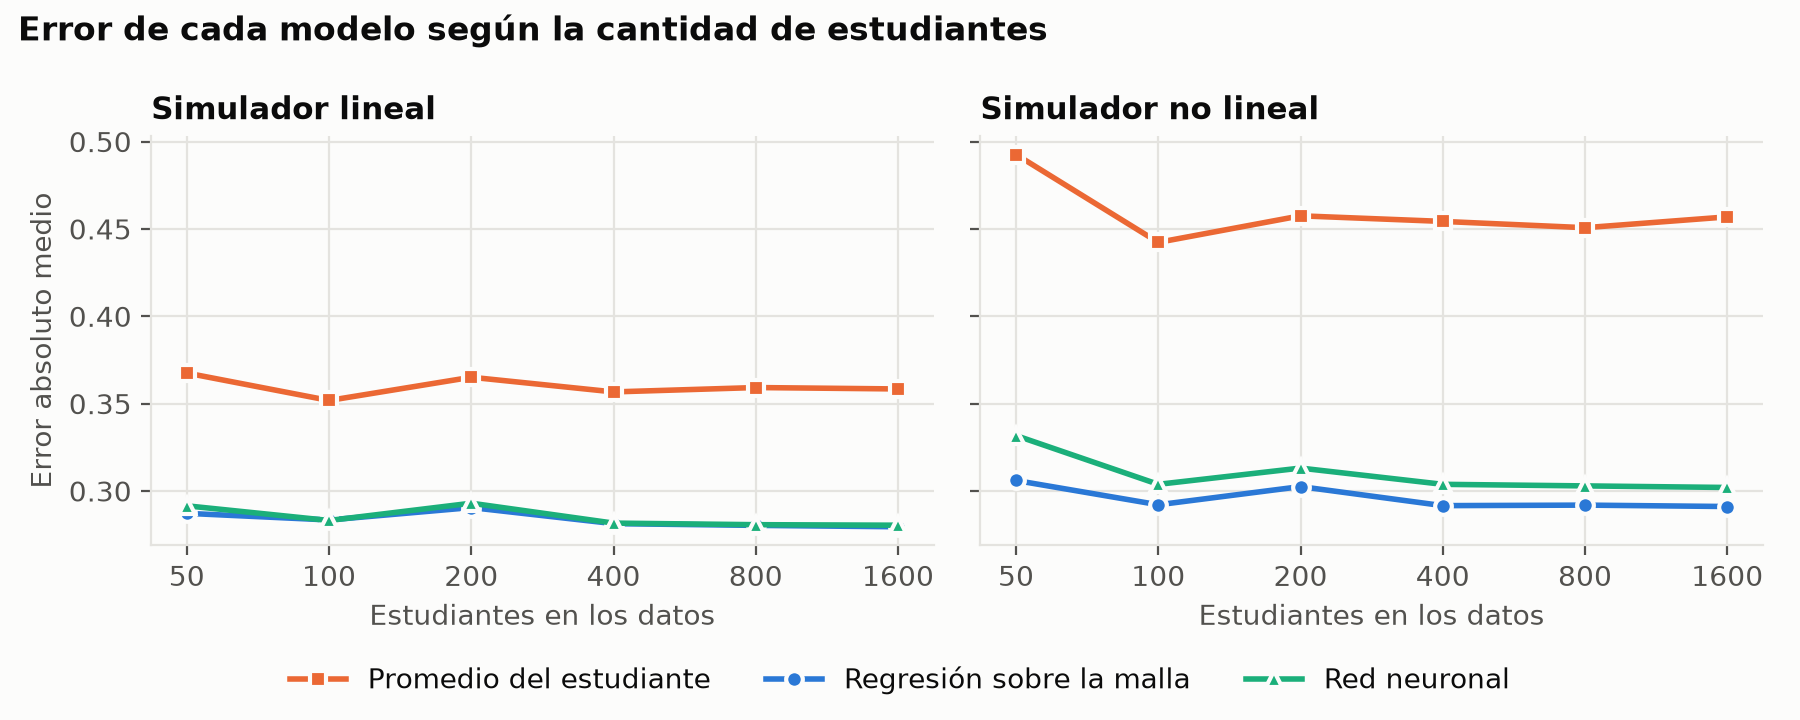 Error de cada modelo según la cantidad de estudiantes
Simulador lineal
Simulador no lineal
Error absoluto medio
0.50
0.45
0.40
0.35
0.30
50 100 200 400 800 1600
50 100 200 400 800 1600
Estudiantes en los datos
Estudiantes en los datos
Promedio del estudiante
Regresión sobre la malla
Red neuronal